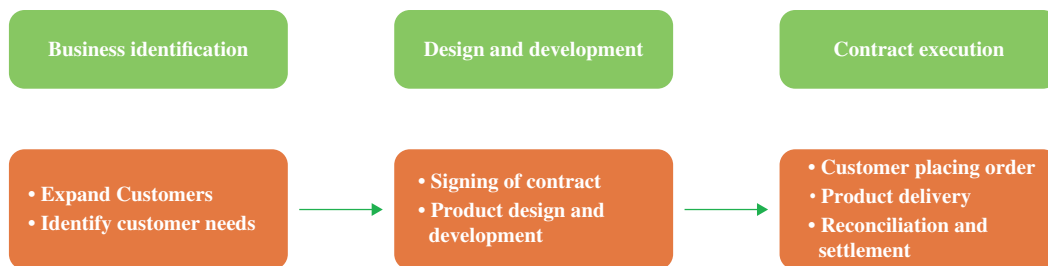 Business identification
Design and development
Contract execution
• Expand Customers
• Identify customer needs
• Signing of contract
• Product design and
development
• Customer placing order
• Product delivery
• Reconciliation and
settlement